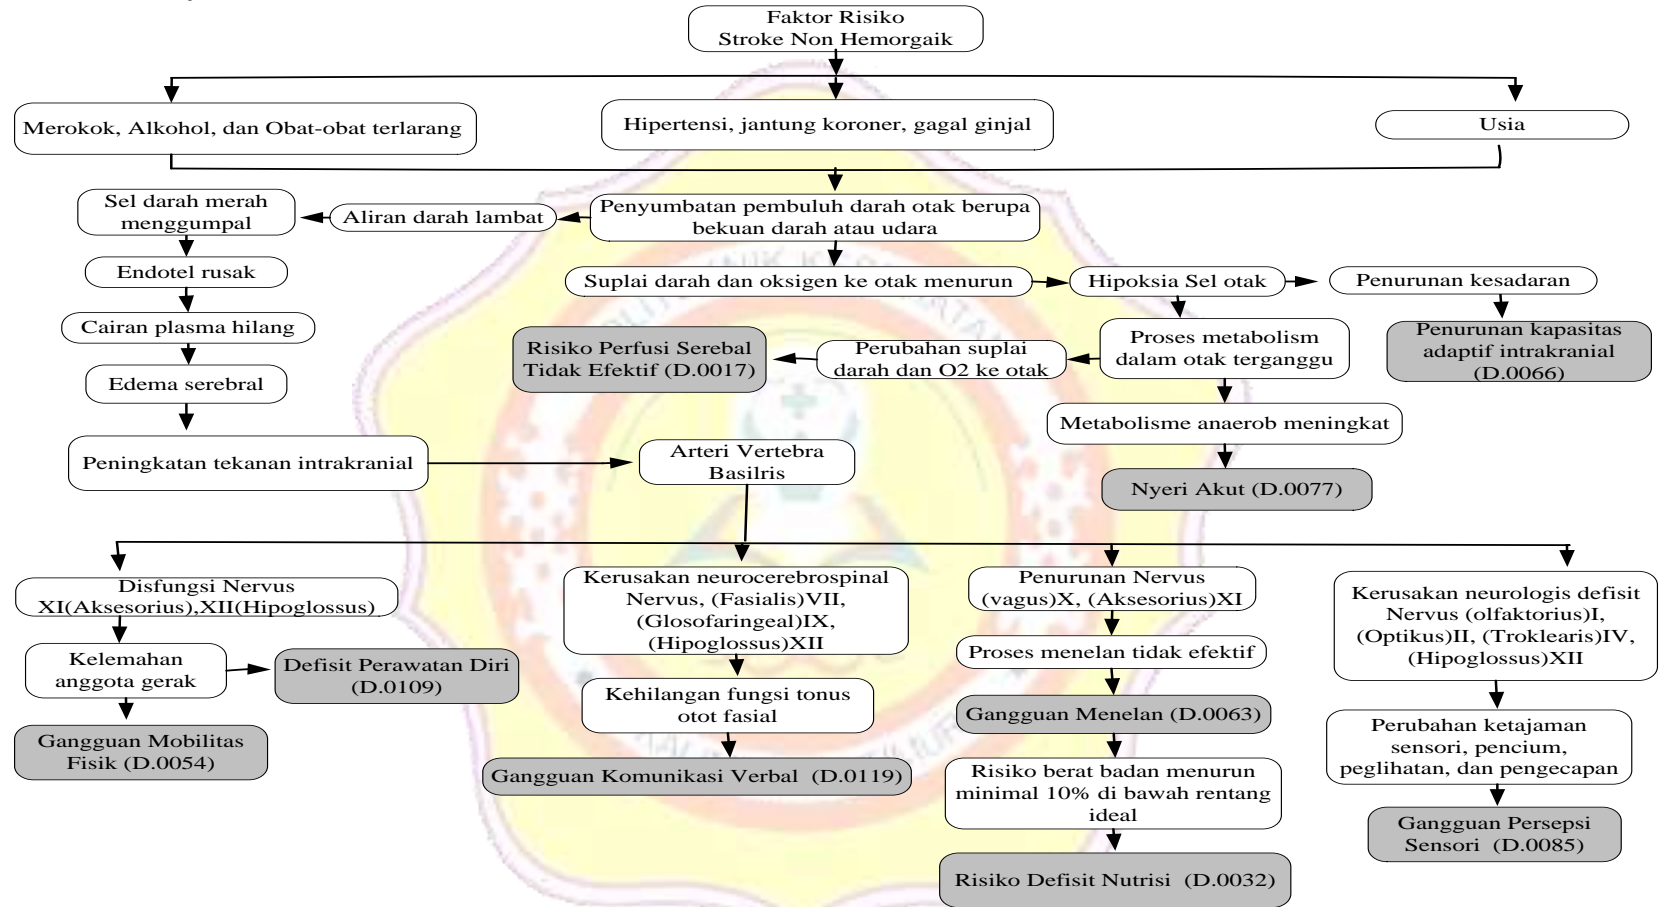 Faktor Risiko
Stroke Non Hemorgaik
Merokok, Alkohol, dan Obat-obat terlarang
Hipertensi, jantung koroner, gagal ginjal
Usia
Sel darah merah
menggumpal
Aliran darah lambat
Penyumbatan pembuluh darah otak berupa
bekuan darah atau udara
Endotel rusak
Suplai darah dan oksigen ke otak menurun
Hipoksia Sel otak
Penurunan kesadaran
Cairan plasma hilang
Risiko Perfusi Serebal
Tidak Efektif (D.0017)
Perubahan suplai
darah dan O2 ke otak
Proses metabolism
dalam otak terganggu
Penurunan kapasitas
adaptif intrakranial
(D.0066)
Edema serebral
Metabolisme anaerob meningkat
Peningkatan tekanan intrakranial
Arteri Vertebra
Basilris
Nyeri Akut (D.0077)
Disfungsi Nervus
XI(Aksesorius),XII(Hipoglossus)
Kerusakan neurocerebrospinal
Nervus, (Fasialis)VII,
(Glosofaringeal)IX,
(Hipoglossus)XII
Penurunan Nervus
(vagus)X, (Aksesorius)XI
Kerusakan neurologis defisit
Nervus (olfaktorius)I,
(Optikus)II, (Troklearis)IV,
(Hipoglossus)XII
Kelemahan
anggota gerak
Defisit Perawatan Diri
(D.0109)
Proses menelan tidak efektif
Kehilangan fungsi tonus
otot fasial
Gangguan Menelan (D.0063)
Gangguan Mobilitas
Fisik (D.0054)
Perubahan ketajaman
sensori, pencium,
peglihatan, dan pengecapan
Gangguan Komunikasi Verbal (D.0119)
Risiko berat badan menurun
minimal 10% di bawah rentang
ideal
Gangguan Persepsi
Sensori (D.0085)
Risiko Defisit Nutrisi (D.0032)